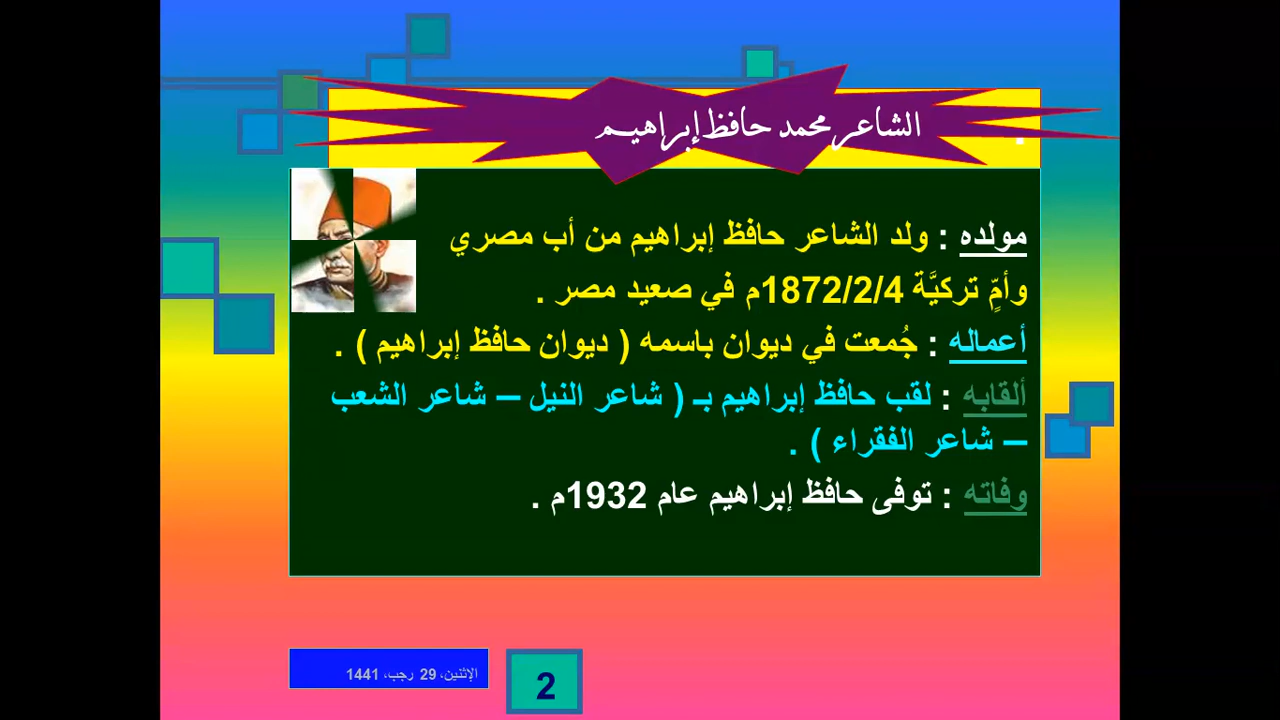 الشاعر محمد حافظ إبراهيم
مولده : ولد الشاعر حافظ إبراهيم من أب مصري
وأمٍّ تركيَّة 1872/2/4م في صعيد مصر .
أعماله : جُمعت في ديوان باسمه ( ديوان حافظ إبراهيم ) .
ألقابه : لقب حافظ إبراهيم بـ ( شاعر النيل – شاعر الشعب
– شاعر الفقراء ) .
وفاته : توفى حافظ إبراهيم عام 1932م .
الإثنين، 29 رجب، 1441
2